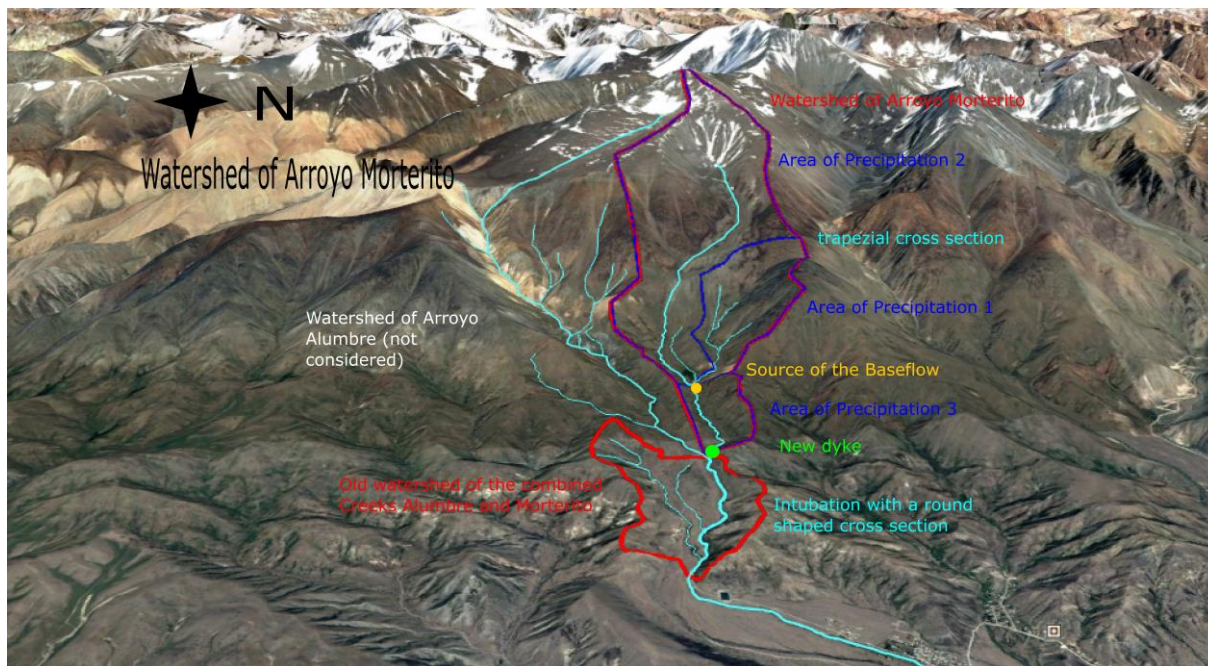 N
Watershed of Arroyo Morterito
Watershed of Arroyo Morterito
Area of Precipitation 2
trapezial cross section
Area of Precipitation 1
Watershed of Arroyo
Alumbre (not
considered)
Source of the Baseflow
Area of Precipitation 3
New dyke
Old watershed of the combined
Creeks Alumbre and Morterito
Intubation with a round
shaped cross section